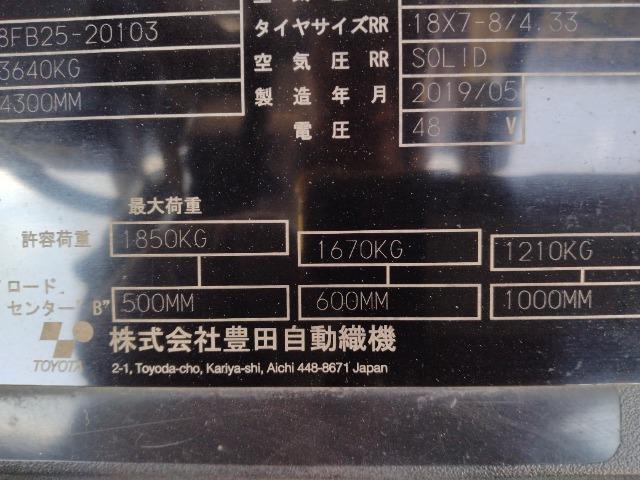 8FB25-20103 タイヤサイズRR 18X7-8/4.33
3640KG 空気圧 RR SOLID
4300MM 製造年月 2019/05
電圧 48 V
最大荷重
許容荷重 1850KG 1670KG 1210KG
ロード
センター"B" 500MM 600MM 1000MM
TOYOTA 株式会社豊田自動織機
2-1, Toyoda-cho, Kariya-shi, Aichi 448-8671 Japan